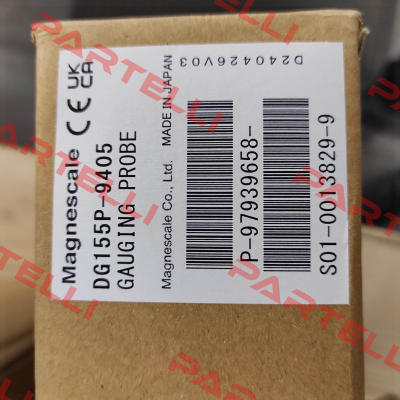 Magnescale CE UK CA
DG155P-9405
GAUGING PROBE
Magnescale Co., Ltd. MADE IN JAPAN
P-97939658-
S01-0013829-9
D240426V03
PARTELLI
PARTELLI
PARTELLI
PARTELLI